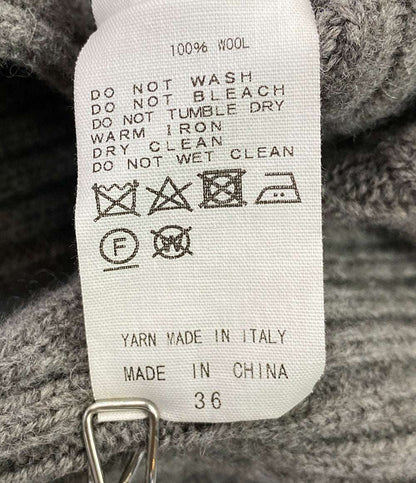 100% WOOL
DO NOT WASH
DO NOT BLEACH
DO NOT TUMBLE DRY
WARM IRON
DRY CLEAN
DO NOT WET CLEAN
F W
YARN MADE IN ITALY
MADE IN CHINA
36